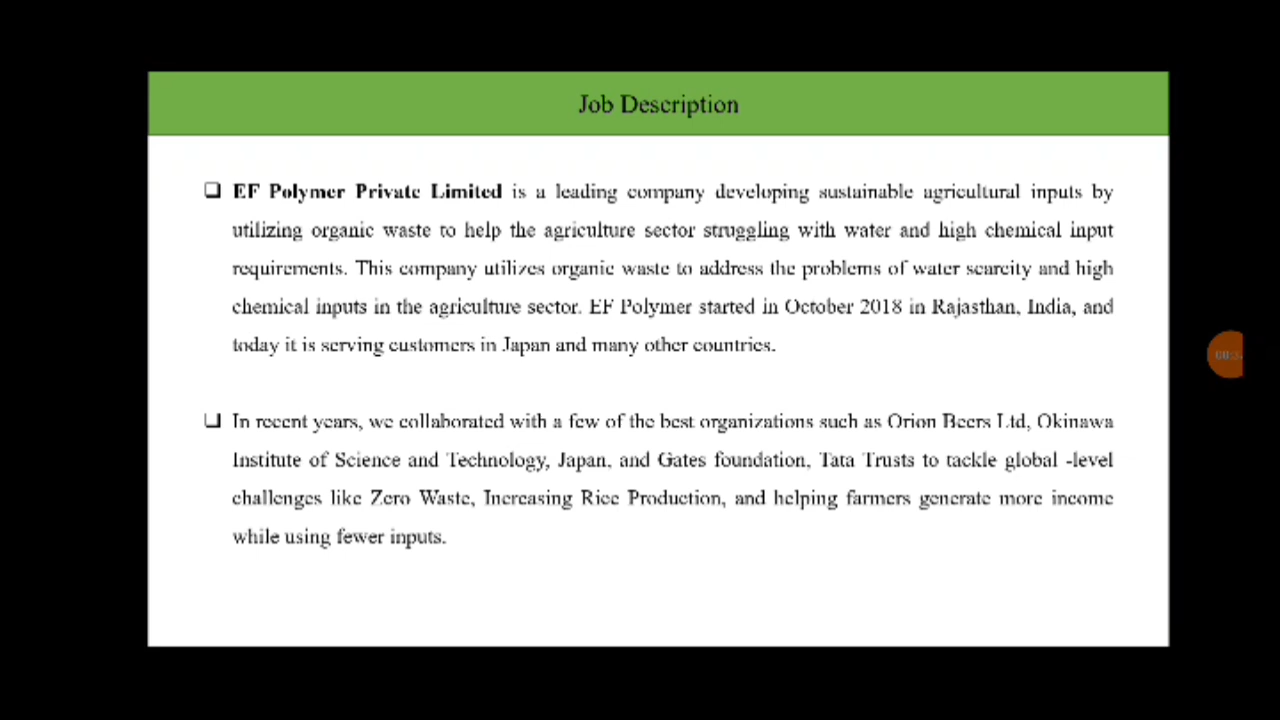 Job Description
EF Polymer Private Limited is a leading company developing sustainable agricultural inputs by
utilizing organic waste to help the agriculture sector struggling with water and high chemical input
requirements. This company utilizes organic waste to address the problems of water scarcity and high
chemical inputs in the agriculture sector. EF Polymer started in October 2018 in Rajasthan, India, and
today it is serving customers in Japan and many other countries.
In recent years, we collaborated with a few of the best organizations such as Orion Beers Ltd, Okinawa
Institute of Science and Technology, Japan, and Gates foundation, Tata Trusts to tackle global -level
challenges like Zero Waste, Increasing Rice Production, and helping farmers generate more income
while using fewer inputs.